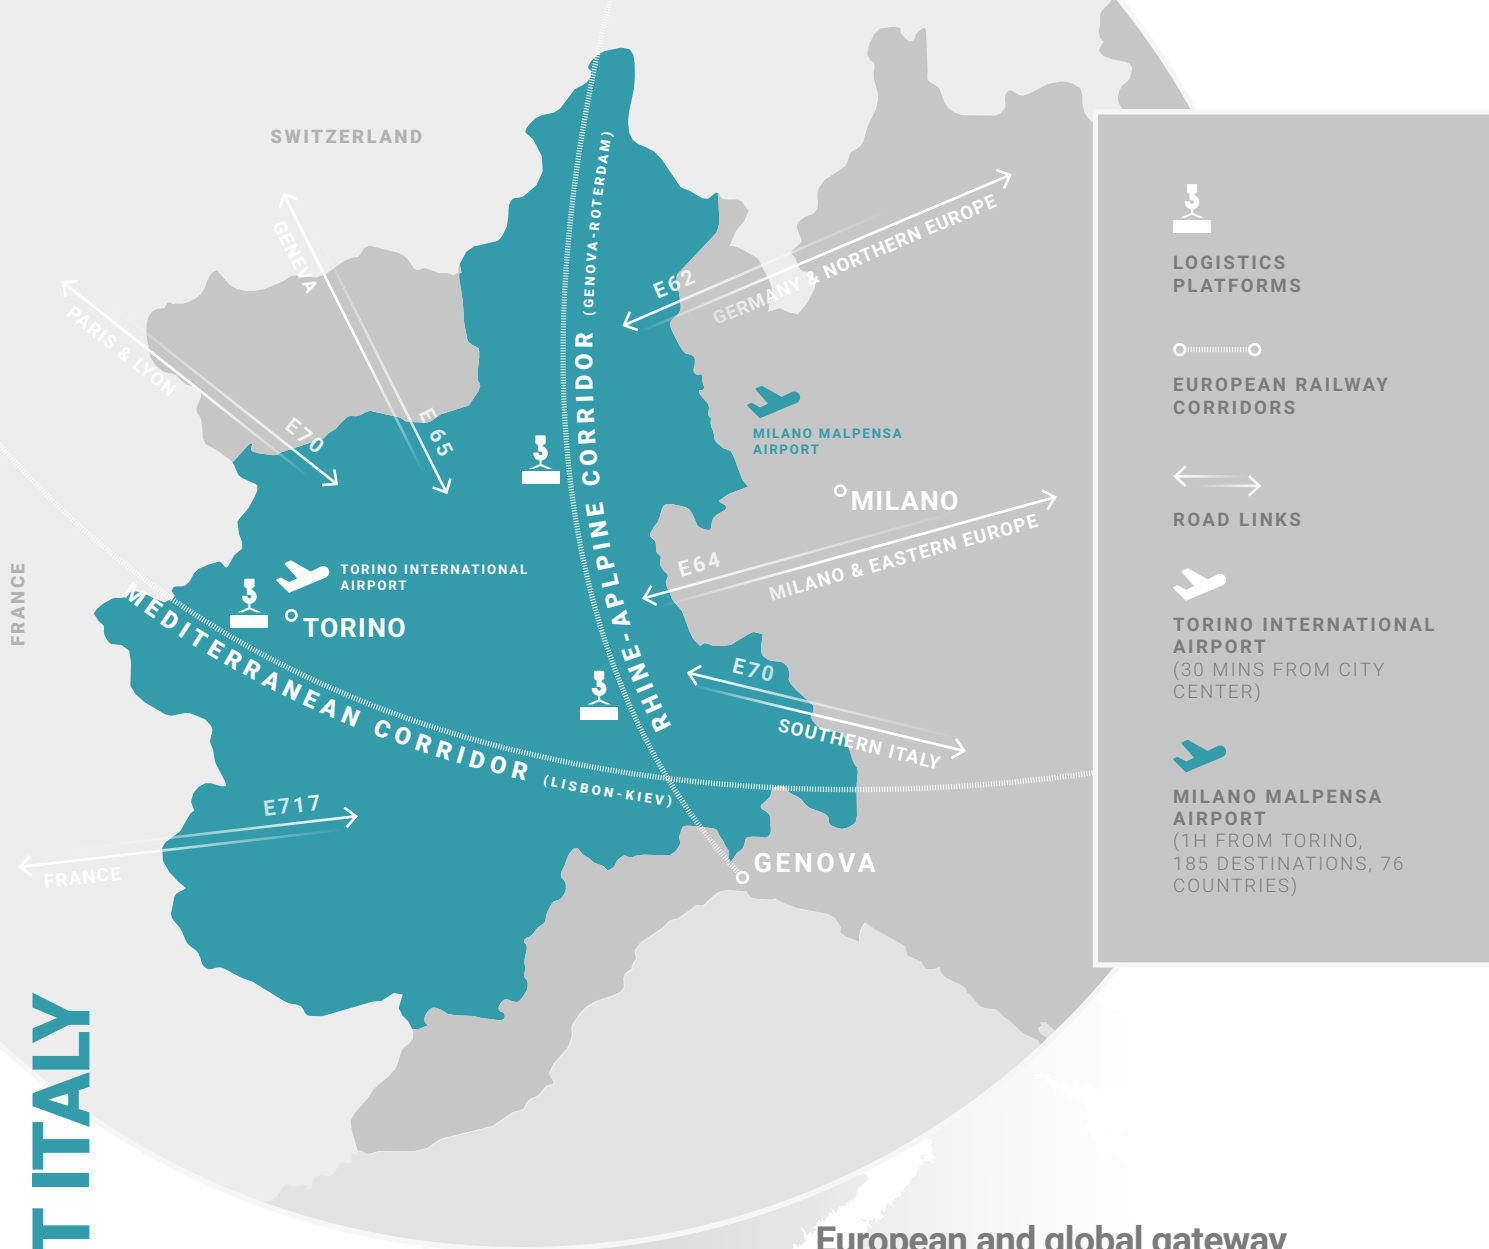 SWITZERLAND
GENEVA
PARIS & LYON
E70
E 65
(GENOVA-ROTERDAM)
RHINE-APLPINE CORRIDOR
E62
GERMANY & NORTHERN EUROPE
MILANO MALPENSA
AIRPORT
MILANO
E64
MILANO & EASTERN EUROPE
FRANCE
TORINO INTERNATIONAL
AIRPORT
TORINO
MEDITERRANEAN CORRIDOR (LISBON-KIEV)
E70
SOUTHERN ITALY
E717
FRANCE
GENOVA
LOGISTICS
PLATFORMS
EUROPEAN RAILWAY
CORRIDORS
ROAD LINKS
TORINO INTERNATIONAL
AIRPORT
(30 MINS FROM CITY
CENTER)
MILANO MALPENSA
AIRPORT
(1H FROM TORINO,
185 DESTINATIONS, 76
COUNTRIES)
T ITALY
European and global gateway